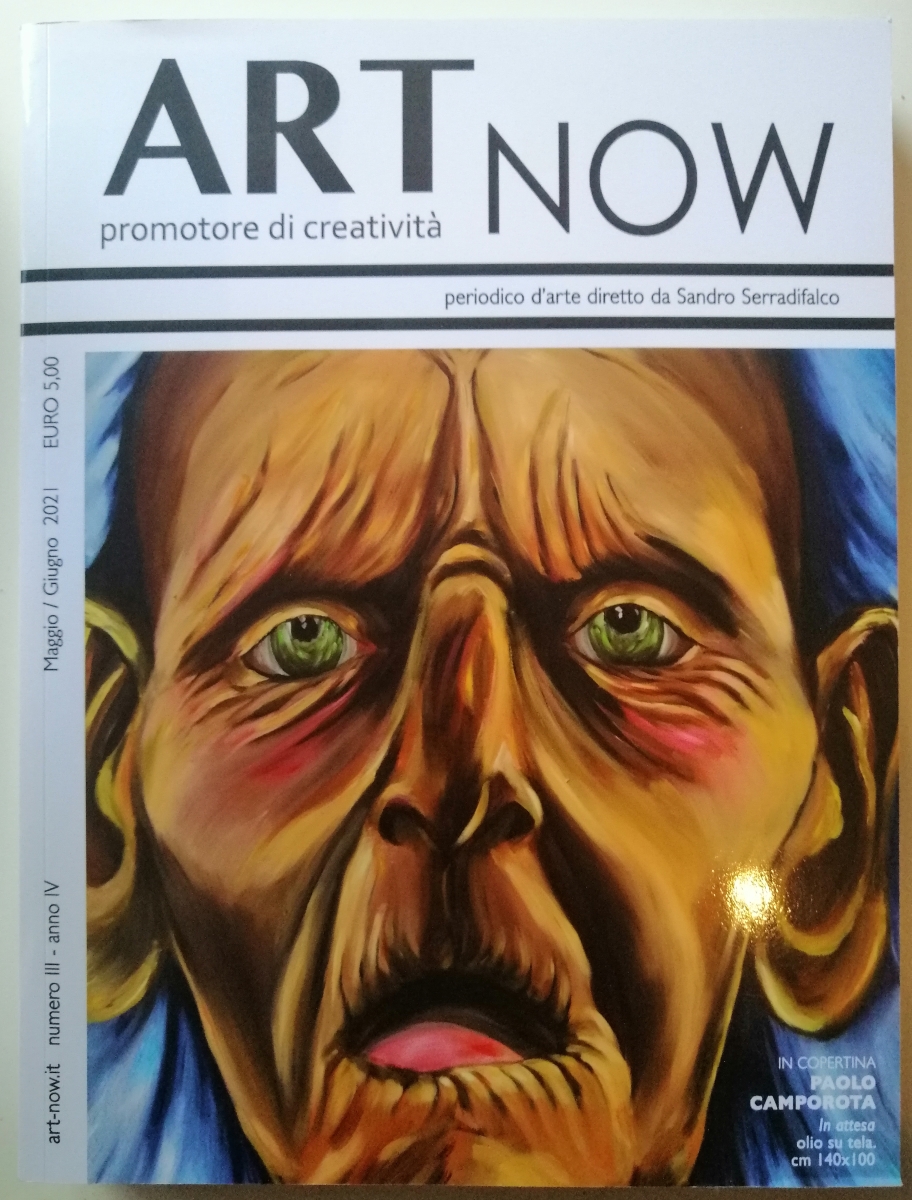 ART NOW
promotore di creatività
periodico d'arte diretto da Sandro Serradifalco
EURO 5,00
Maggio / Giugno 2021
art-now.it numero III - anno IV
IN COPERTINA
PAOLO
CAMPOROTA
In attesa
olio su tela.
cm 140x100